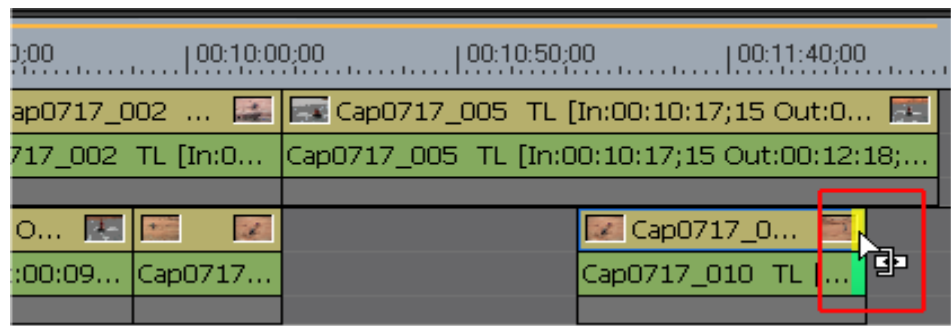 0;00 00:10:00;00 00:10:50;00 00:11:40;00
ap0717_002 ... Cap0717_005 TL [In:00:10:17;15 Out:0...
717_002 TL [In:0... Cap0717_005 TL [In:00:10:17;15 Out:00:12:18;...
O... Cap0717_0...
:00:09... Cap0717... Cap0717_010 TL [...